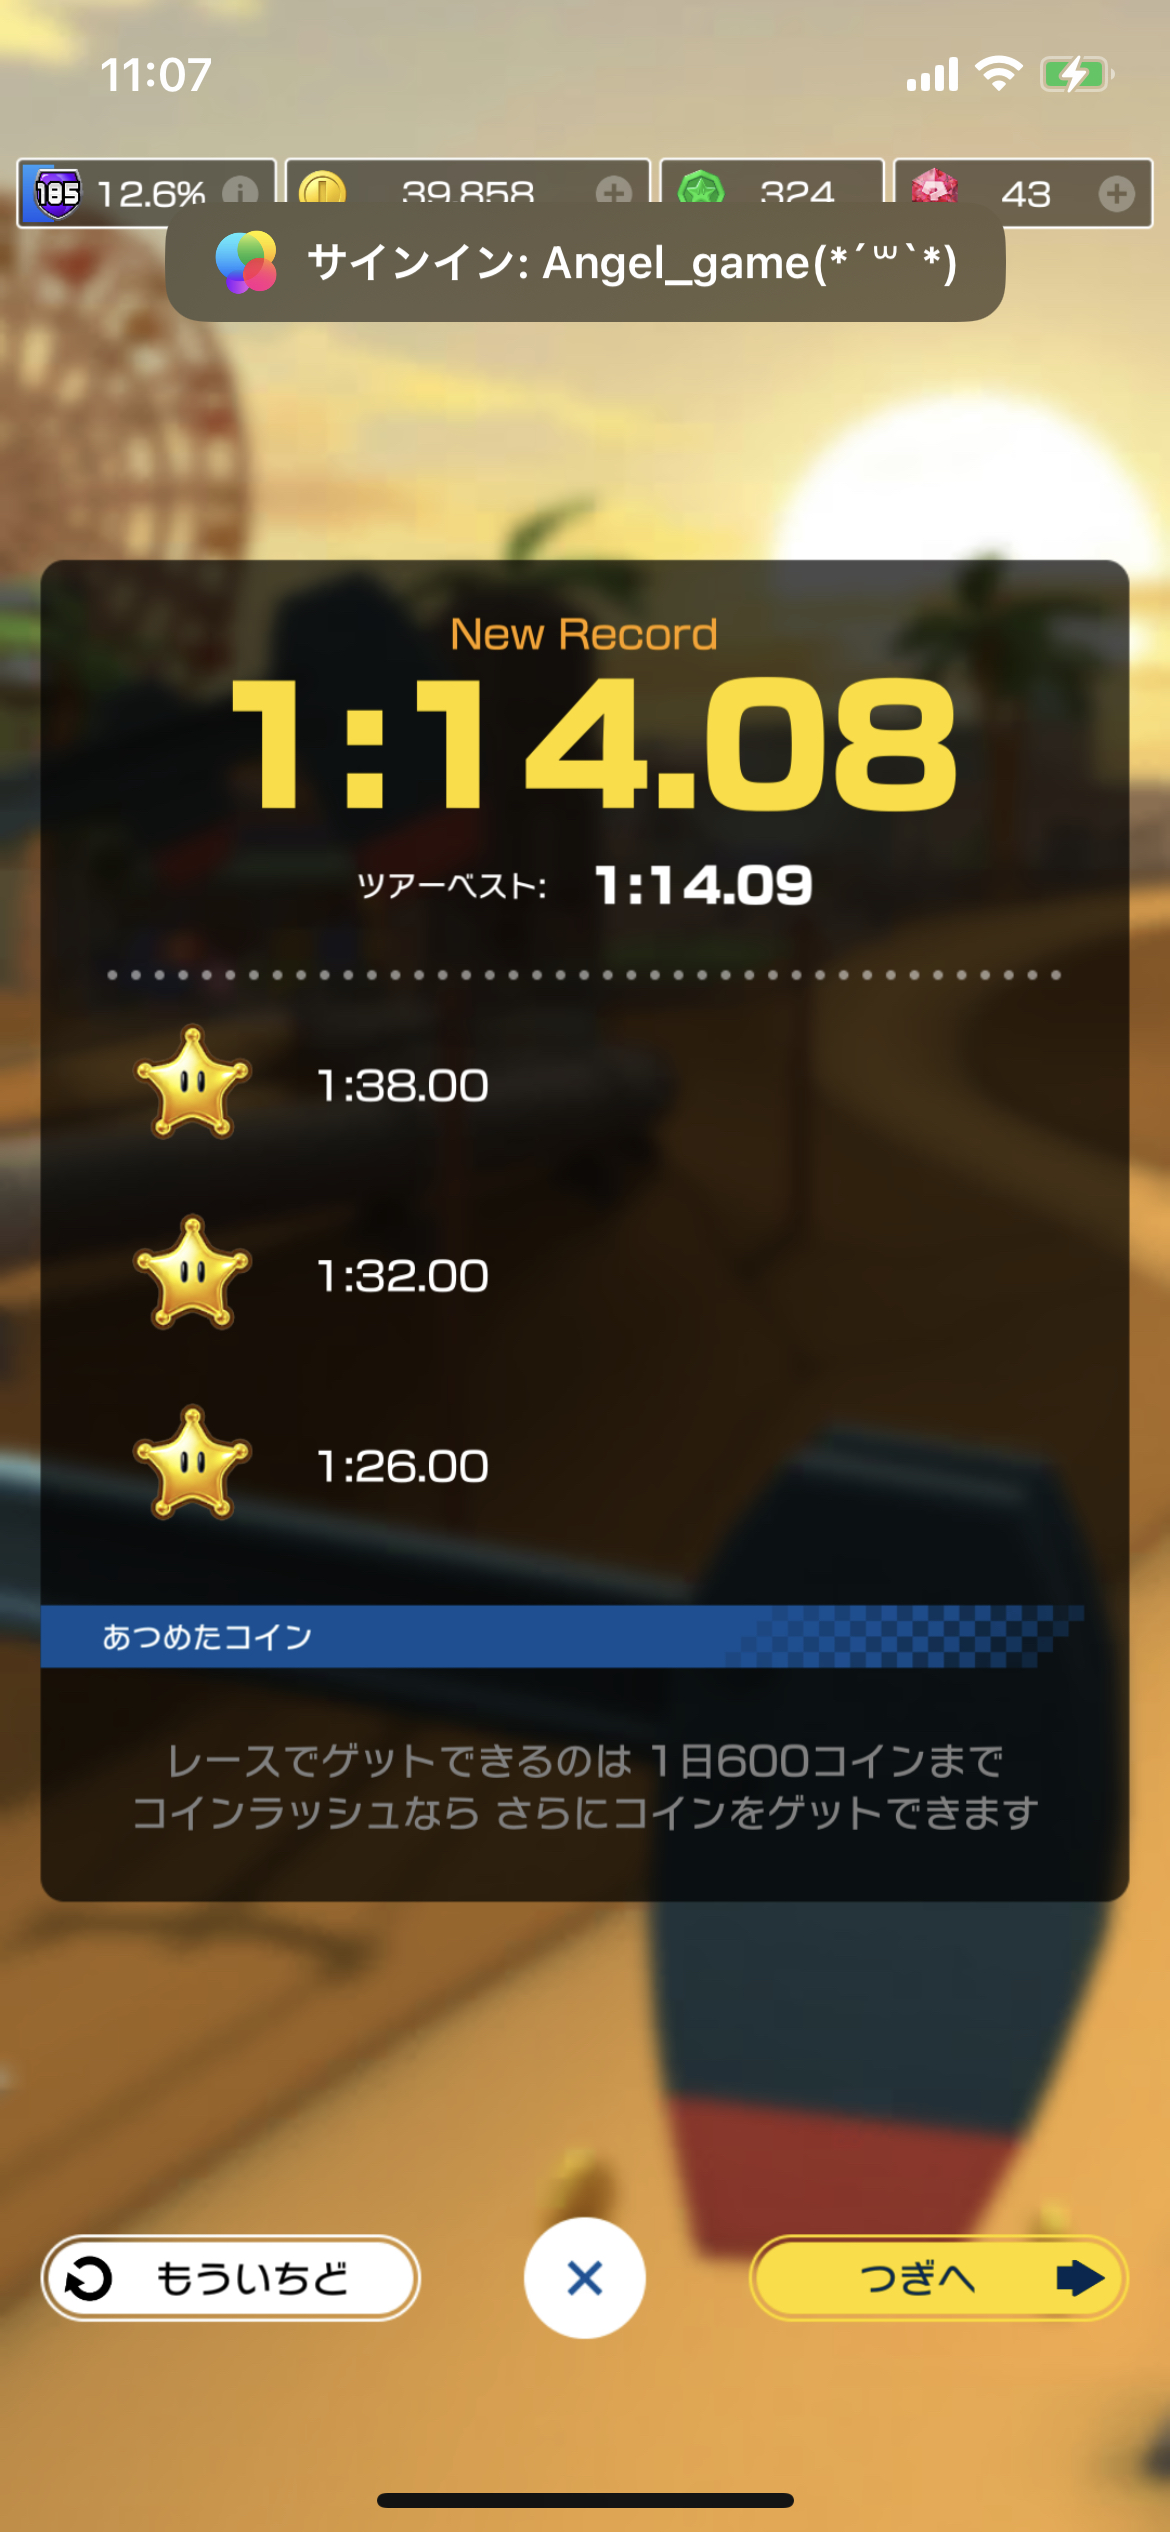 11:07
185 12.6% i 39,858 324 43
サインイン: Angel_game(*´꒳`*)
New Record
1:14.08
ツアーベスト: 1:14.09
1:38.00
1:32.00
1:26.00
あつめたコイン
レースでゲットできるのは 1日600コインまで
コインラッシュなら さらにコインをゲットできます
もういちど
つぎへ